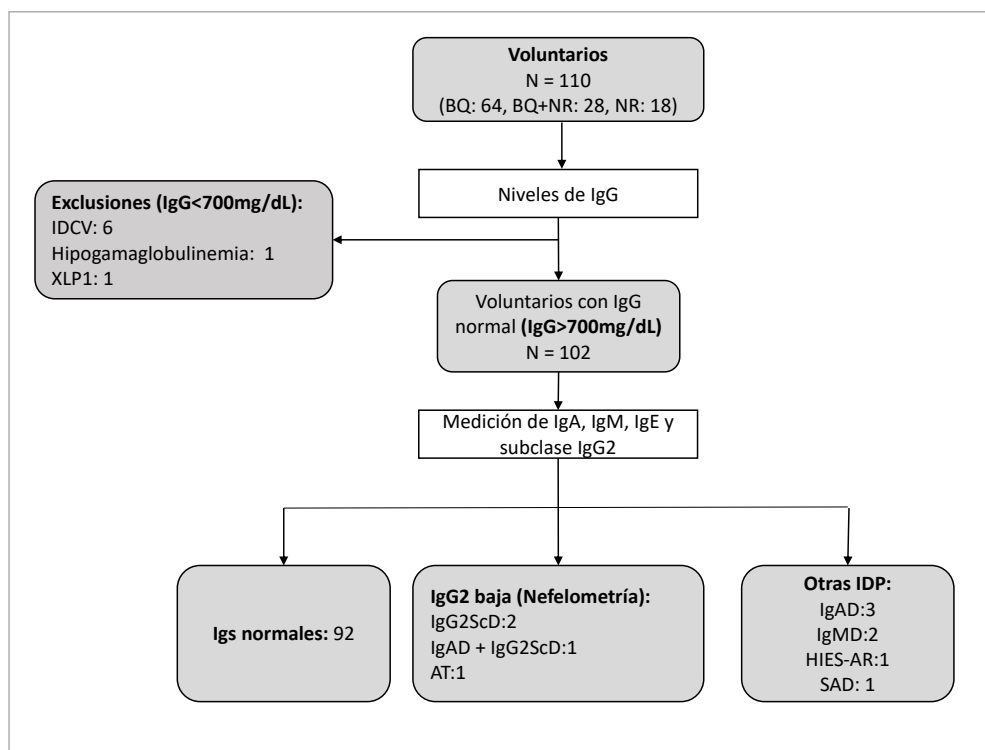 Voluntarios
N = 110
(BQ: 64, BQ+NR: 28, NR: 18)
Niveles de IgG
Exclusiones (IgG<700mg/dL):
IDCV: 6
Hipogamaglobulinemia: 1
XLP1: 1
Voluntarios con IgG
normal (IgG>700mg/dL)
N = 102
Medición de IgA, IgM, IgE y
subclase IgG2
Igs normales: 92
IgG2 baja (Nefelometría):
IgG2ScD:2
IgAD + IgG2ScD:1
AT:1
Otras IDP:
IgAD:3
IgMD:2
HIES-AR:1
SAD: 1